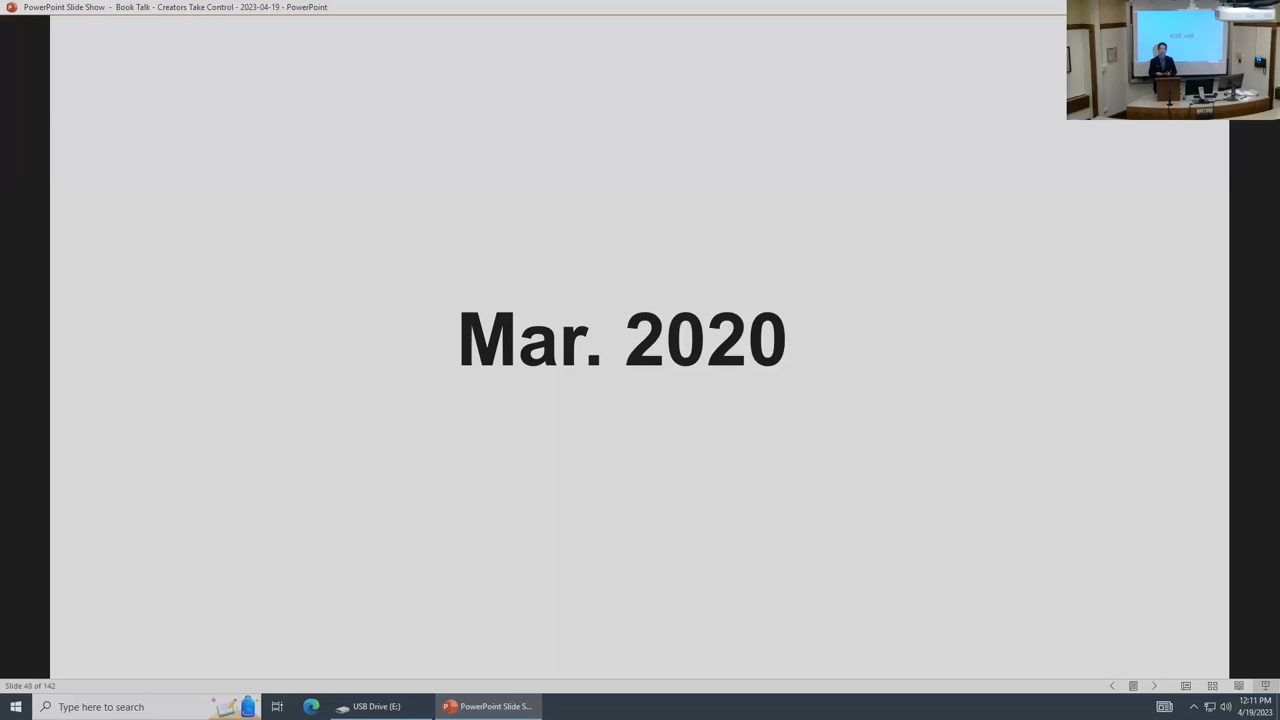 PowerPoint Slide Show - Book Talk - Creators Take Control - 2023-04-19 - PowerPoint
Mar. 2020
Slide 48 of 142
Type here to search
USB Drive (E:)
PowerPoint Slide S...
12:11 PM
4/19/2023